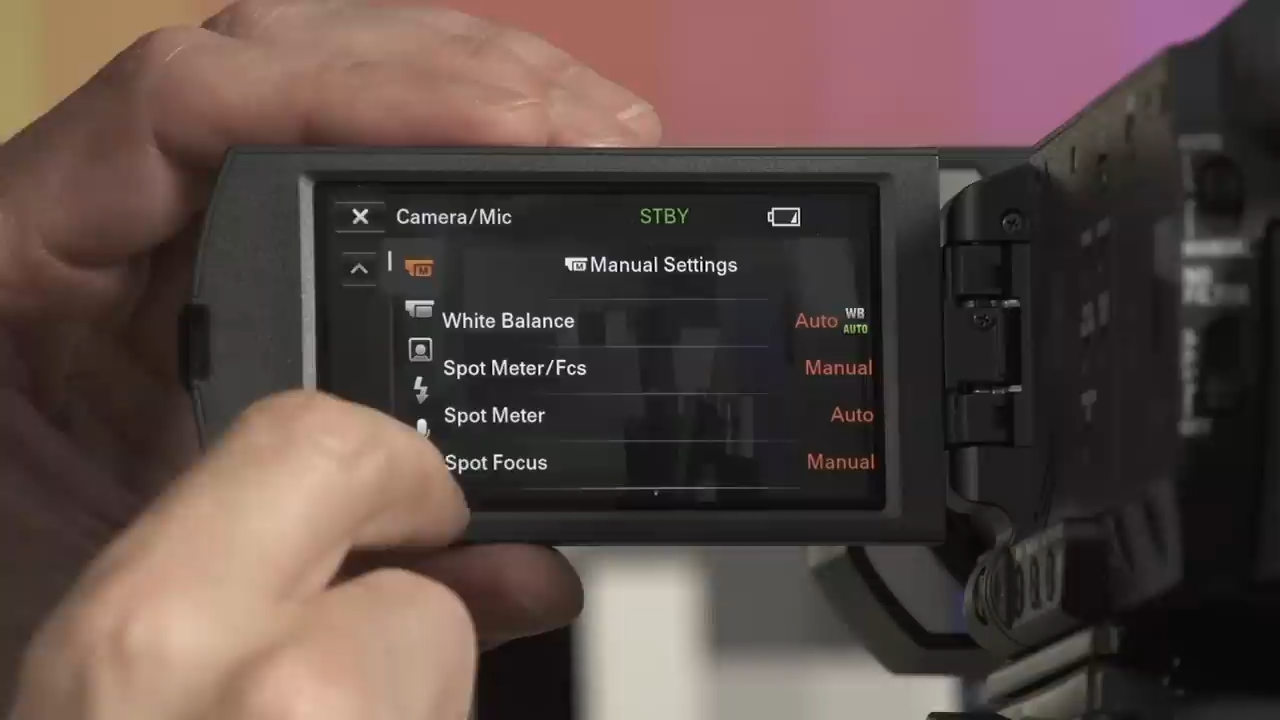 Camera/Mic STBY
M Manual Settings
White Balance Auto WB AUTO
Spot Meter/Fcs Manual
Spot Meter Auto
Spot Focus Manual